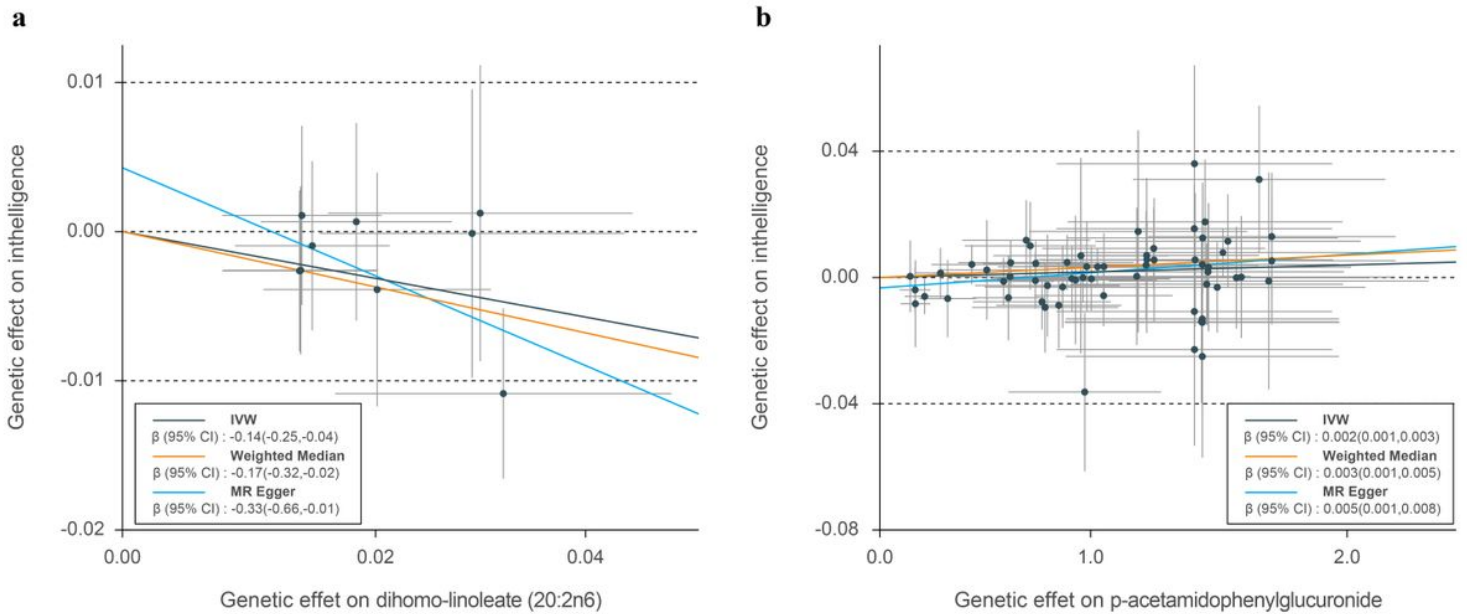 a
0.01
0.00
-0.01
-0.02
0.00
0.02
0.04
Genetic effect on inthelligence
Genetic effet on dihomo-linoleate (20:2n6)
IVW
β (95% CI) : -0.14(-0.25,-0.04)
Weighted Median
β (95% CI) : -0.17(-0.32,-0.02)
MR Egger
β (95% CI) : -0.33(-0.66,-0.01)
b
0.04
0.00
-0.04
-0.08
0.0
1.0
2.0
Genetic effect on intelligence
Genetic effet on p-acetamidophenylglucuronide
IVW
β (95% CI) : 0.002(0.001,0.003)
Weighted Median
β (95% CI) : 0.003(0.001,0.005)
MR Egger
β (95% CI) : 0.005(0.001,0.008)